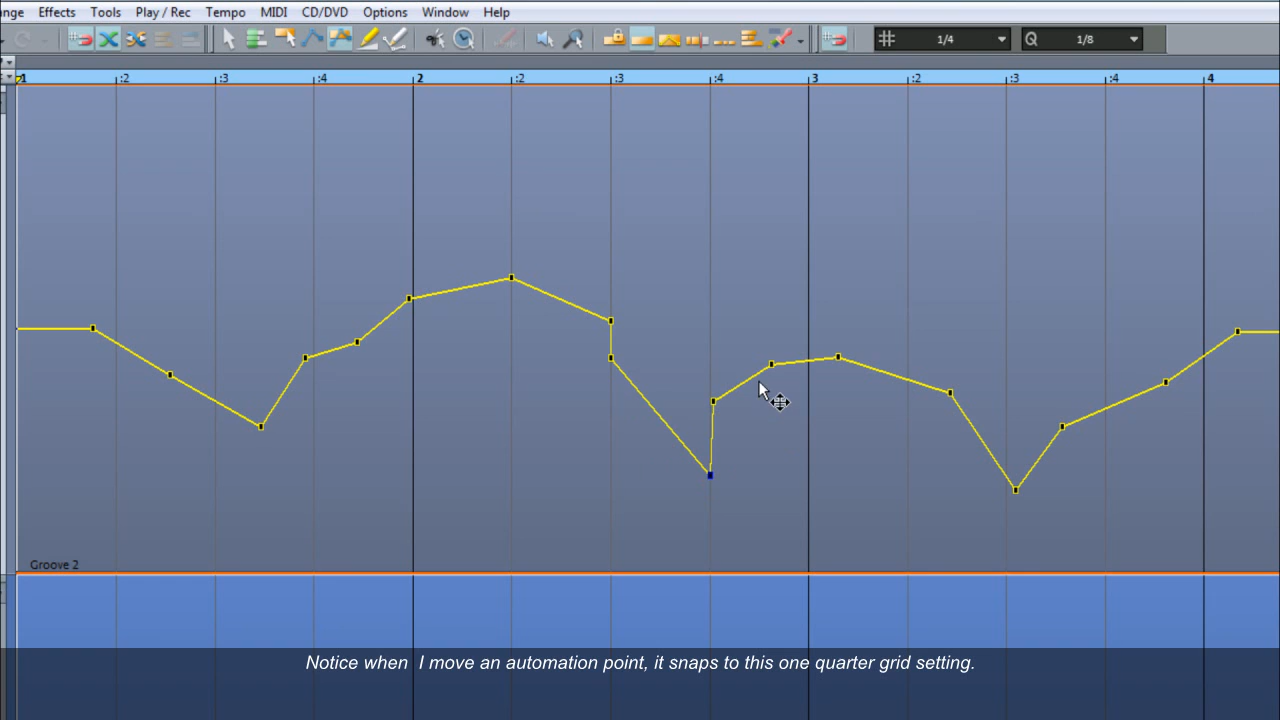 nge Effects Tools Play / Rec Tempo MIDI CD/DVD Options Window Help
1/4 Q 1/8
1 :2 :3 :4 2 :2 :3 :4 3 :2 :3 :4 4
Groove 2
Notice when I move an automation point, it snaps to this one quarter grid setting.